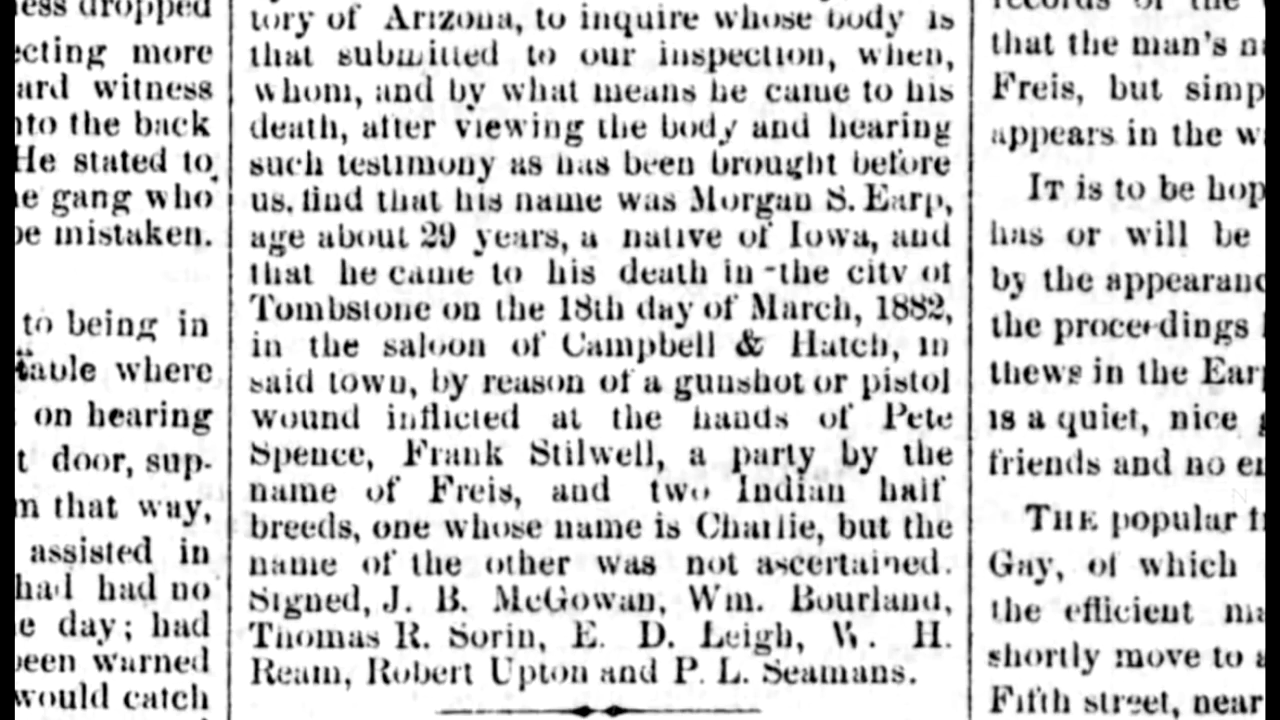 ess dropped
ecting more
ard witness
nto the back
He stated to
e gang who
be mistaken.
to being in
table where
on hearing
t door, sup-
n that way,
assisted in
had had no
e day; had
been warned
would catch
tory of Arizona, to inquire whose body is
that submitted to our inspection, when,
whom, and by what means he came to his
death, after viewing the body and hearing
such testimony as has been brought before
us, find that his name was Morgan S. Earp,
age about 29 years, a native of Iowa, and
that he came to his death in the city of
Tombstone on the 18th day of March, 1882,
in the saloon of Campbell & Hatch, in
said town, by reason of a gunshot or pistol
wound inflicted at the hands of Pete
Spence, Frank Stilwell, a party by the
name of Freis, and two Indian half
breeds, one whose name is Charlie, but the
name of the other was not ascertained.
Signed, J. B. McGowan, Wm. Bourland,
Thomas R. Sorin, E. D. Leigh, W. H.
Ream, Robert Upton and P. L. Seamans.
records of the
that the man's n
Freis, but simp
appears in the w
IT is to be hop
has or will be
by the appearanc
the proceedings
thews in the Earp
is a quiet, nice
friends and no en
THE popular
Gay, of which
the efficient ma
shortly move to a
Fifth street, near